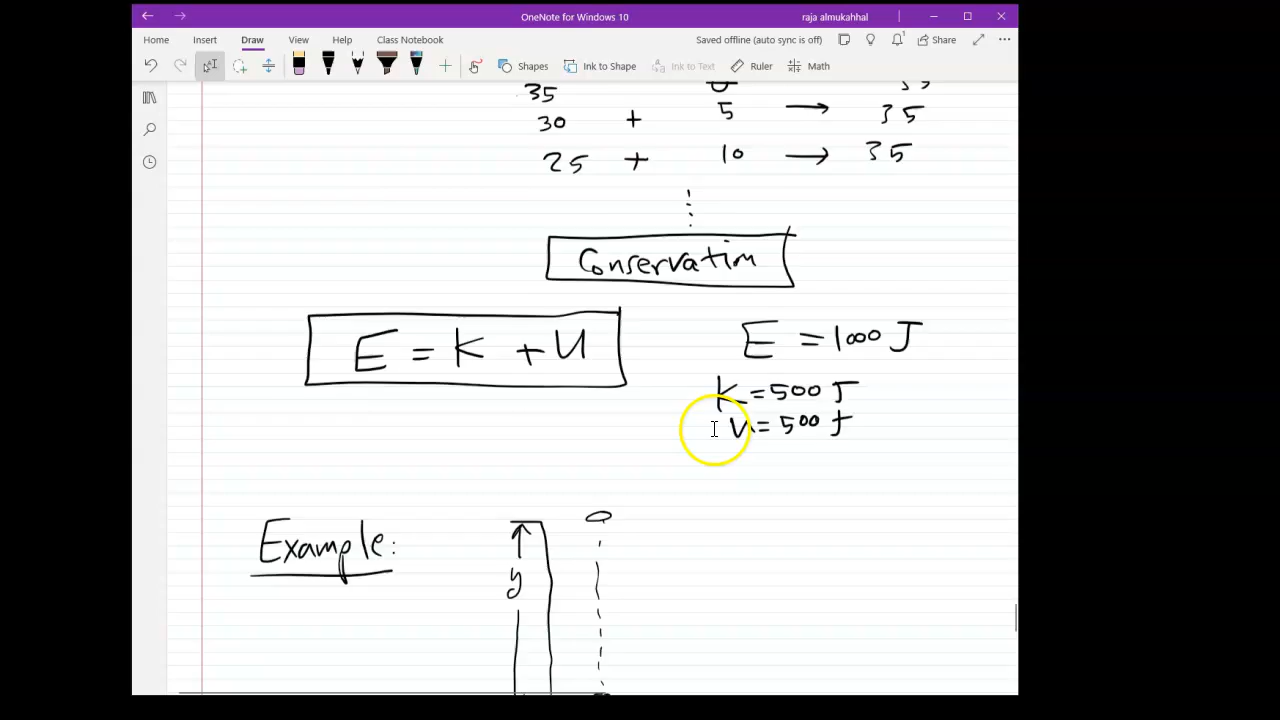 OneNote for Windows 10
raja almukahhal
Home Insert Draw View Help Class Notebook
Saved offline (auto sync is off) Share
Shapes Ink to Shape Ink to Text Ruler Math
35
30 + 5 → 35
25 + 10 → 35
Conservation
E = K + U
E = 1000 J
K = 500 J
U = 500 J
Example:
y